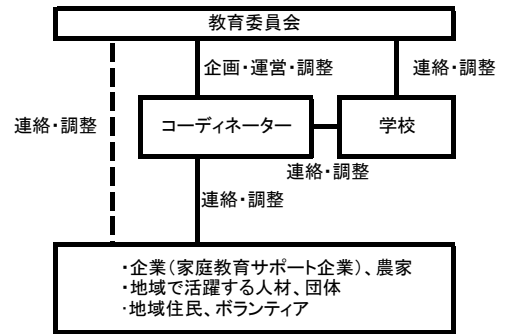 教育委員会
企画・運営・調整
連絡・調整
連絡・調整
コーディネーター
学校
連絡・調整
連絡・調整
・企業（家庭教育サポート企業）、農家
・地域で活躍する人材、団体
・地域住民、ボランティア